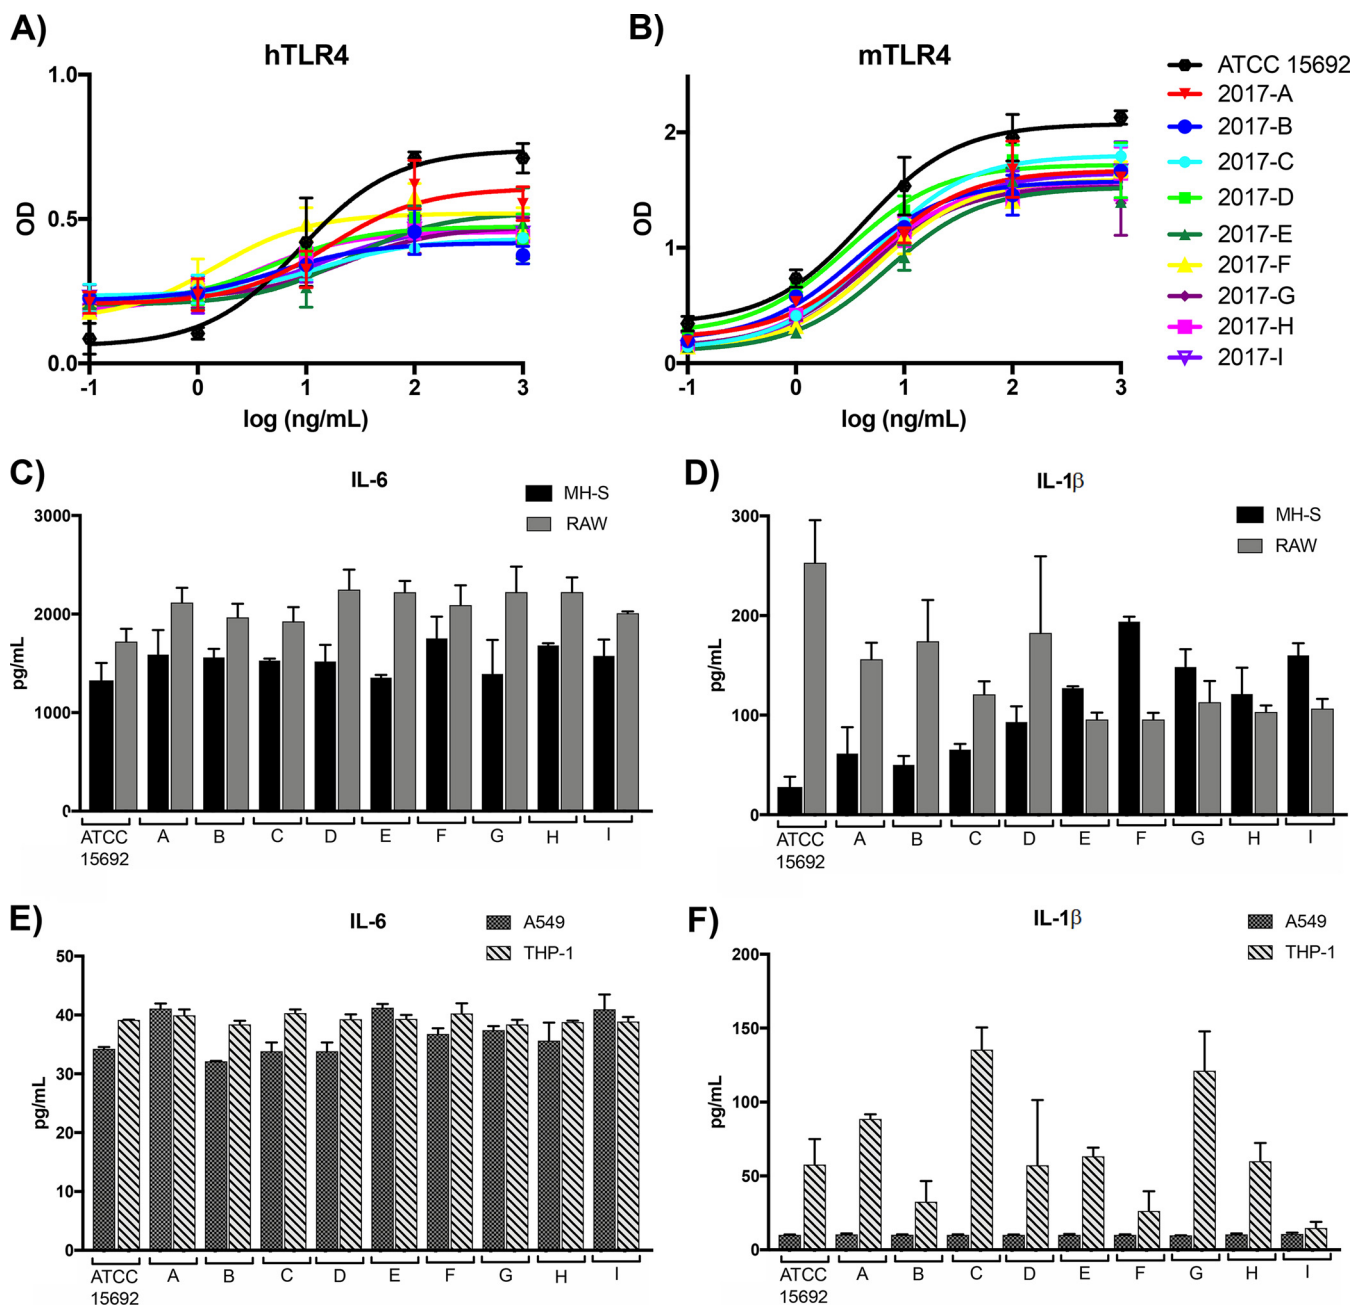 A)
hTLR4
OD
1.0
0.5
0.0
-1 0 1 2 3
log (ng/mL)
B)
mTLR4
OD
2
1
0
-1 0 1 2 3
log (ng/mL)
ATCC 15692
2017-A
2017-B
2017-C
2017-D
2017-E
2017-F
2017-G
2017-H
2017-I
C)
IL-6
MH-S
RAW
pg/mL
3000
2000
1000
0
ATCC 15692
A B C D E F G H I
D)
IL-1β
MH-S
RAW
pg/mL
300
200
100
0
ATCC 15692
A B C D E F G H I
E)
IL-6
A549
THP-1
pg/mL
50
40
30
20
10
0
ATCC 15692
A B C D E F G H I
F)
IL-1β
A549
THP-1
pg/mL
200
150
100
50
0
ATCC 15692
A B C D E F G H I